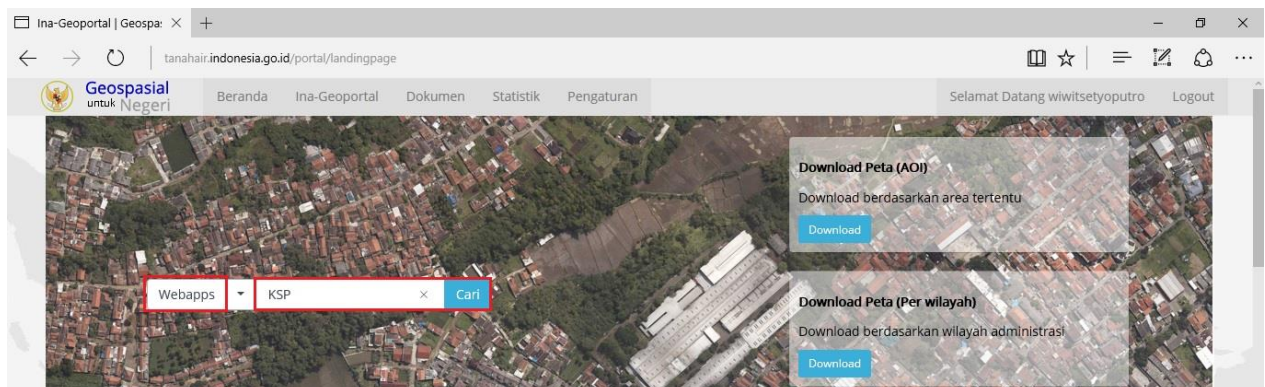 Ina-Geoportal | Geospa:
tanahair.indonesia.go.id/portal/landingpage
Geospasial
untuk Negeri
Beranda Ina-Geoportal Dokumen Statistik Pengaturan
Selamat Datang wiwitsetyoputro Logout
Download Peta (AOI)
Download berdasarkan area tertentu
Download
Webapps KSP Cari
Download Peta (Per wilayah)
Download berdasarkan wilayah administrasi
Download